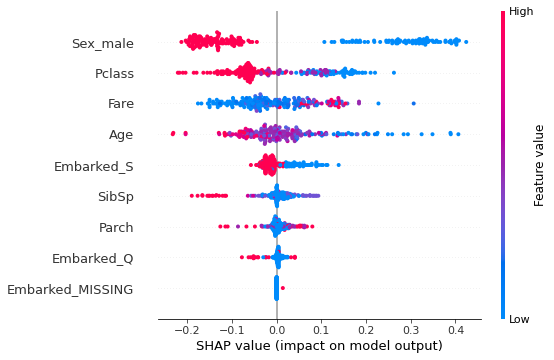 High
Sex_male
Pclass
Fare
Age
Embarked_S
SibSp
Parch
Embarked_Q
Embarked_MISSING
Feature value
Low
−0.2 −0.1 0.0 0.1 0.2 0.3 0.4
SHAP value (impact on model output)